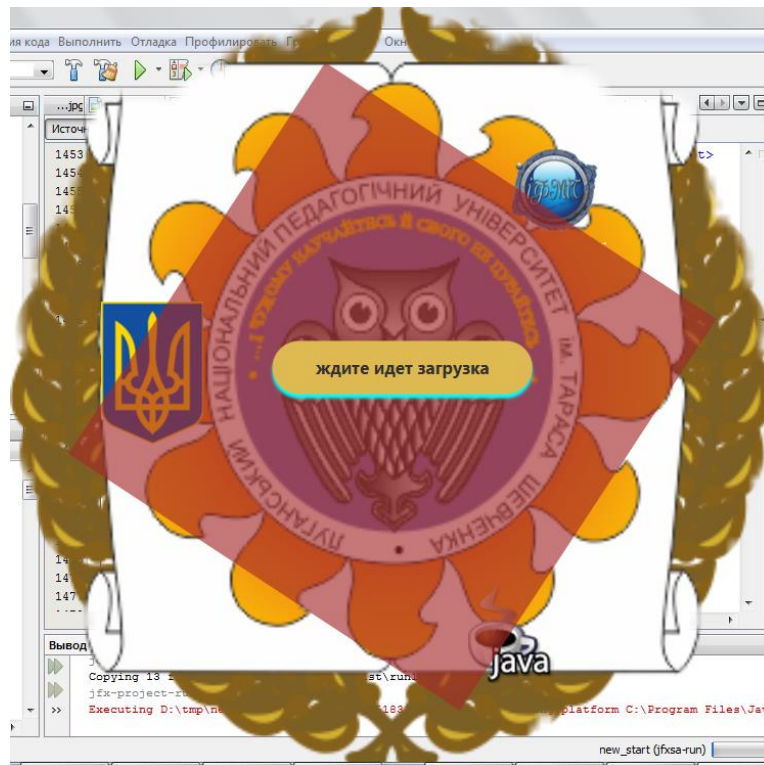 ия кода Выполнить Отладка Профилировать
...jpg
1453
t>
1454
ЛУГАНСЬКИЙ НАЦІОНАЛЬНИЙ ПЕДАГОГІЧНИЙ УНІВЕРСИТЕТ ім. ТАРАСА ШЕВЧЕНКА
• ...І ЧУЖОМУ НАУЧАЙТЕСЬ Й СВОГО НЕ ЦУРАЙТЕСЬ •
ждите идет загрузка
java
Вывод
Copying 13
jfx-project-ru
Executing D:\tmp\ platform C:\Program Files\Jav
new_start (jfxsa-run)